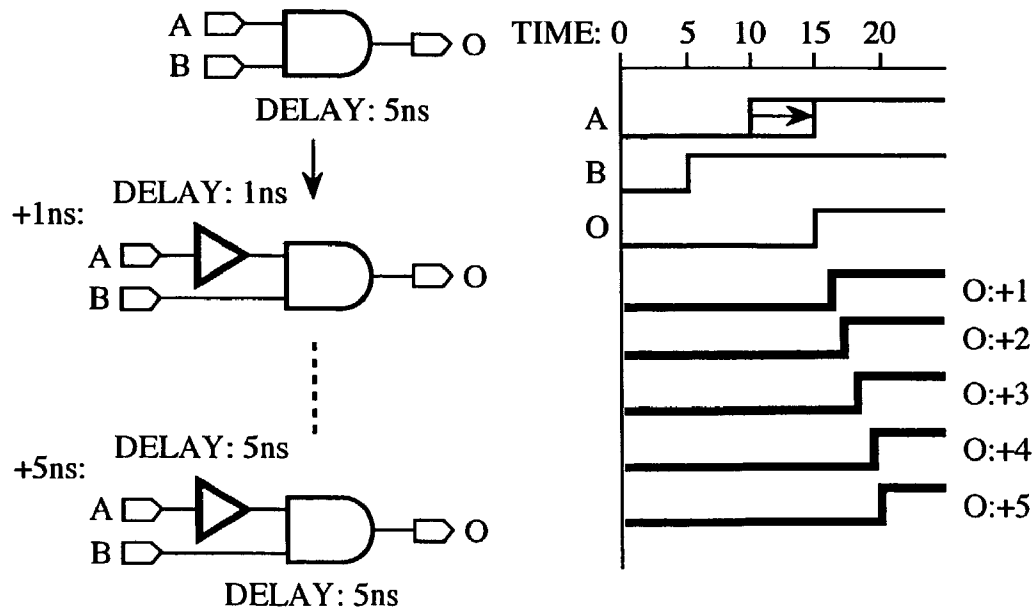 A
B
O
DELAY: 5ns
DELAY: 1ns
+1ns:
A
B
O
DELAY: 5ns
+5ns:
A
B
O
DELAY: 5ns
TIME: 0 5 10 15 20
A
B
O
O:+1
O:+2
O:+3
O:+4
O:+5